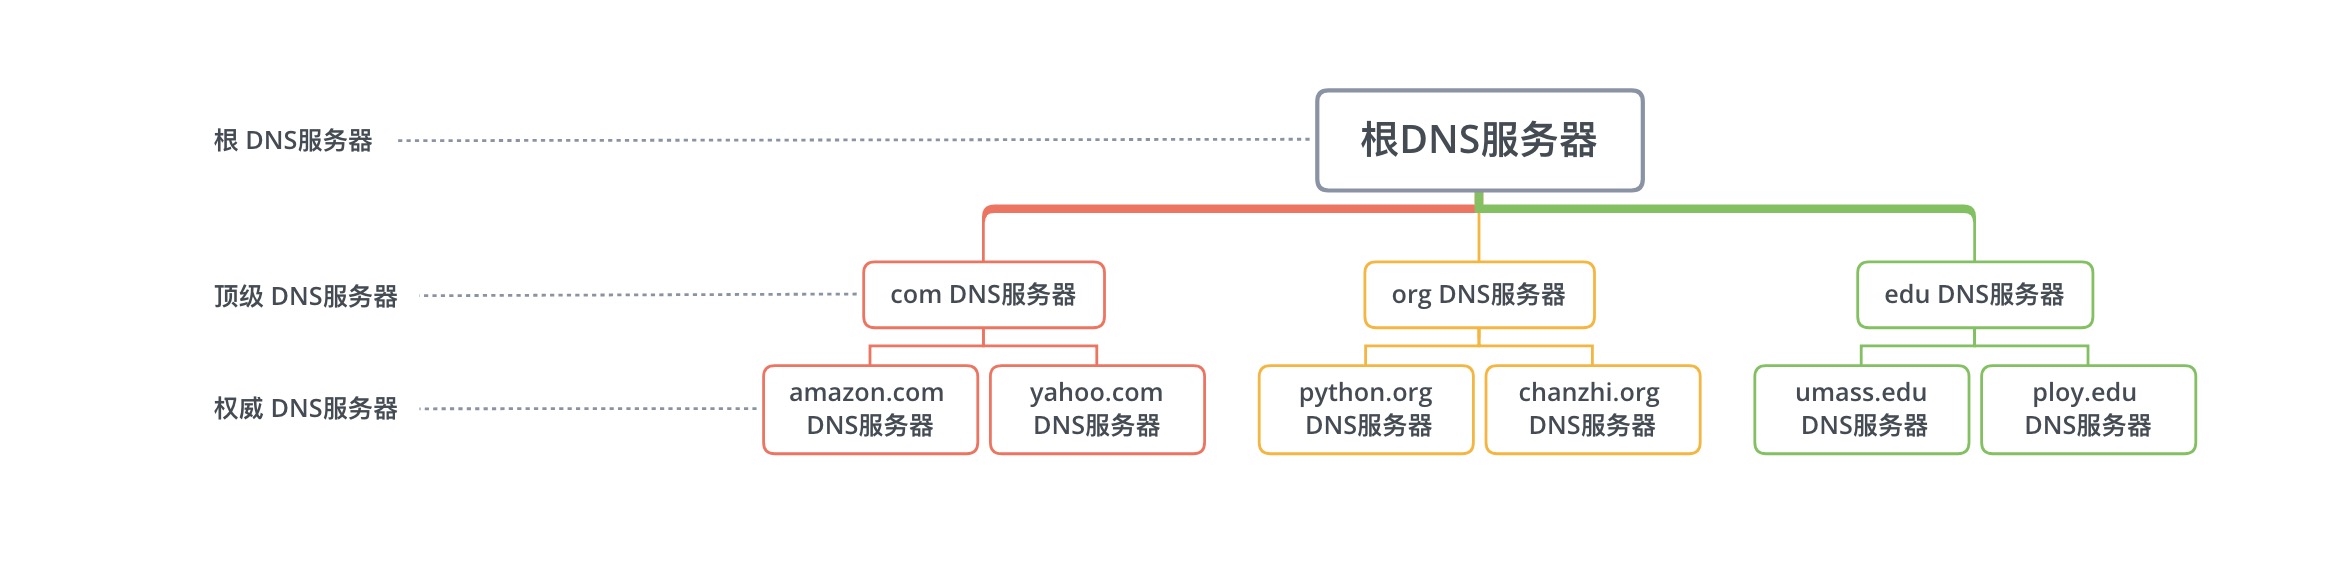 根 DNS服务器
根DNS服务器
顶级 DNS服务器
com DNS服务器
org DNS服务器
edu DNS服务器
权威 DNS服务器
amazon.com
DNS服务器
yahoo.com
DNS服务器
python.org
DNS服务器
chanzhi.org
DNS服务器
umass.edu
DNS服务器
ploy.edu
DNS服务器